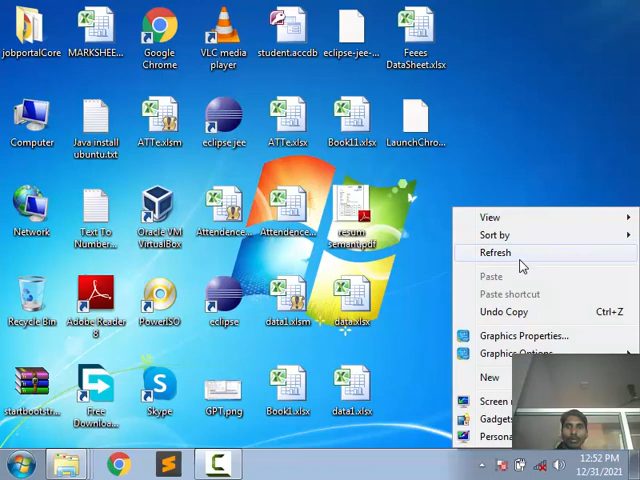 jobportalCore
MARKSHEE...
Google
Chrome
VLC media
player
student.accdb
eclipse-jee-...
Feees
DataSheet.xlsx
Computer
Java install
ubuntu.txt
ATTe.xlsm
eclipse jee
ATTe.xlsx
Book11.xlsx
LaunchChro...
Network
Text To
Number...
Oracle VM
VirtualBox
Attendence...
Attendence...
resum
semant.pdf
Recycle Bin
Adobe Reader
8
PowerISO
eclipse
data1.xlsm
data.xlsx
startbootstr...
Free
Downloa...
Skype
GPT.png
Book1.xlsx
data1.xlsx
View
Sort by
Refresh
Paste
Paste shortcut
Undo Copy Ctrl+Z
Graphics Properties...
Graphics Options
New
Screen
Gadgets
12:52 PM
12/31/2021